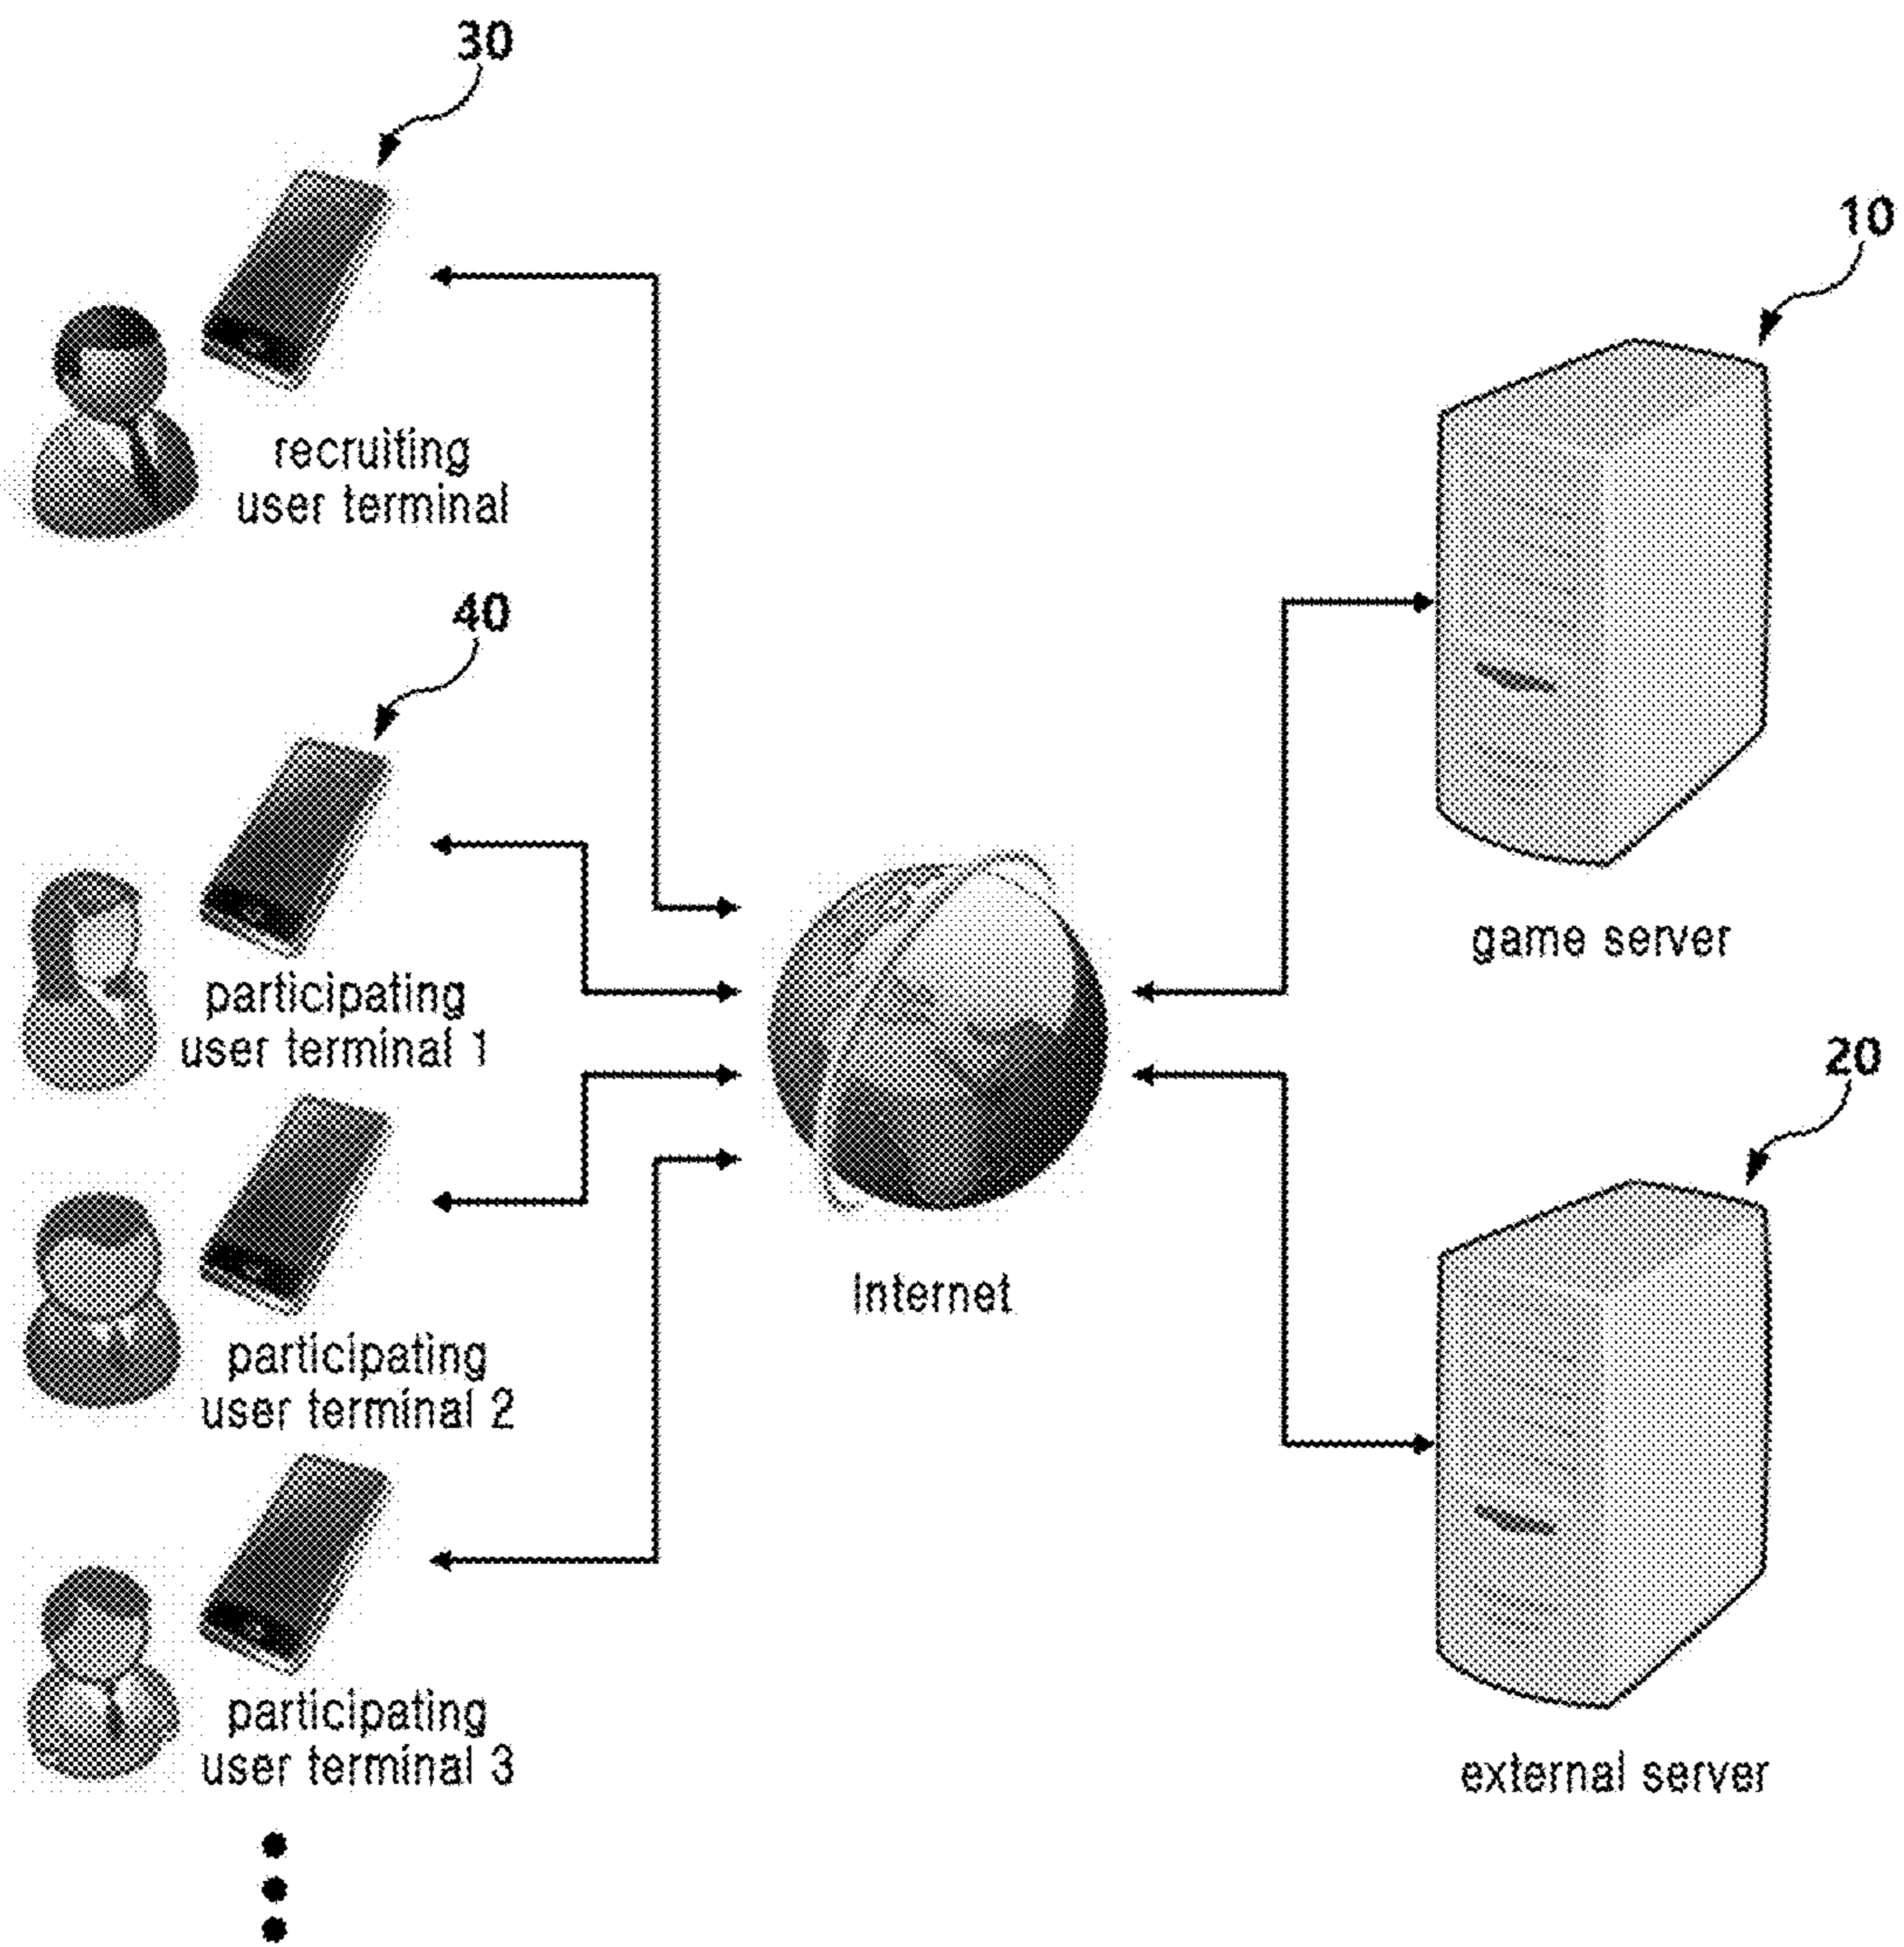 30
recruiting
user terminal
40
participating
user terminal 1
participating
user terminal 2
participating
user terminal 3
Internet
10
game server
20
external server